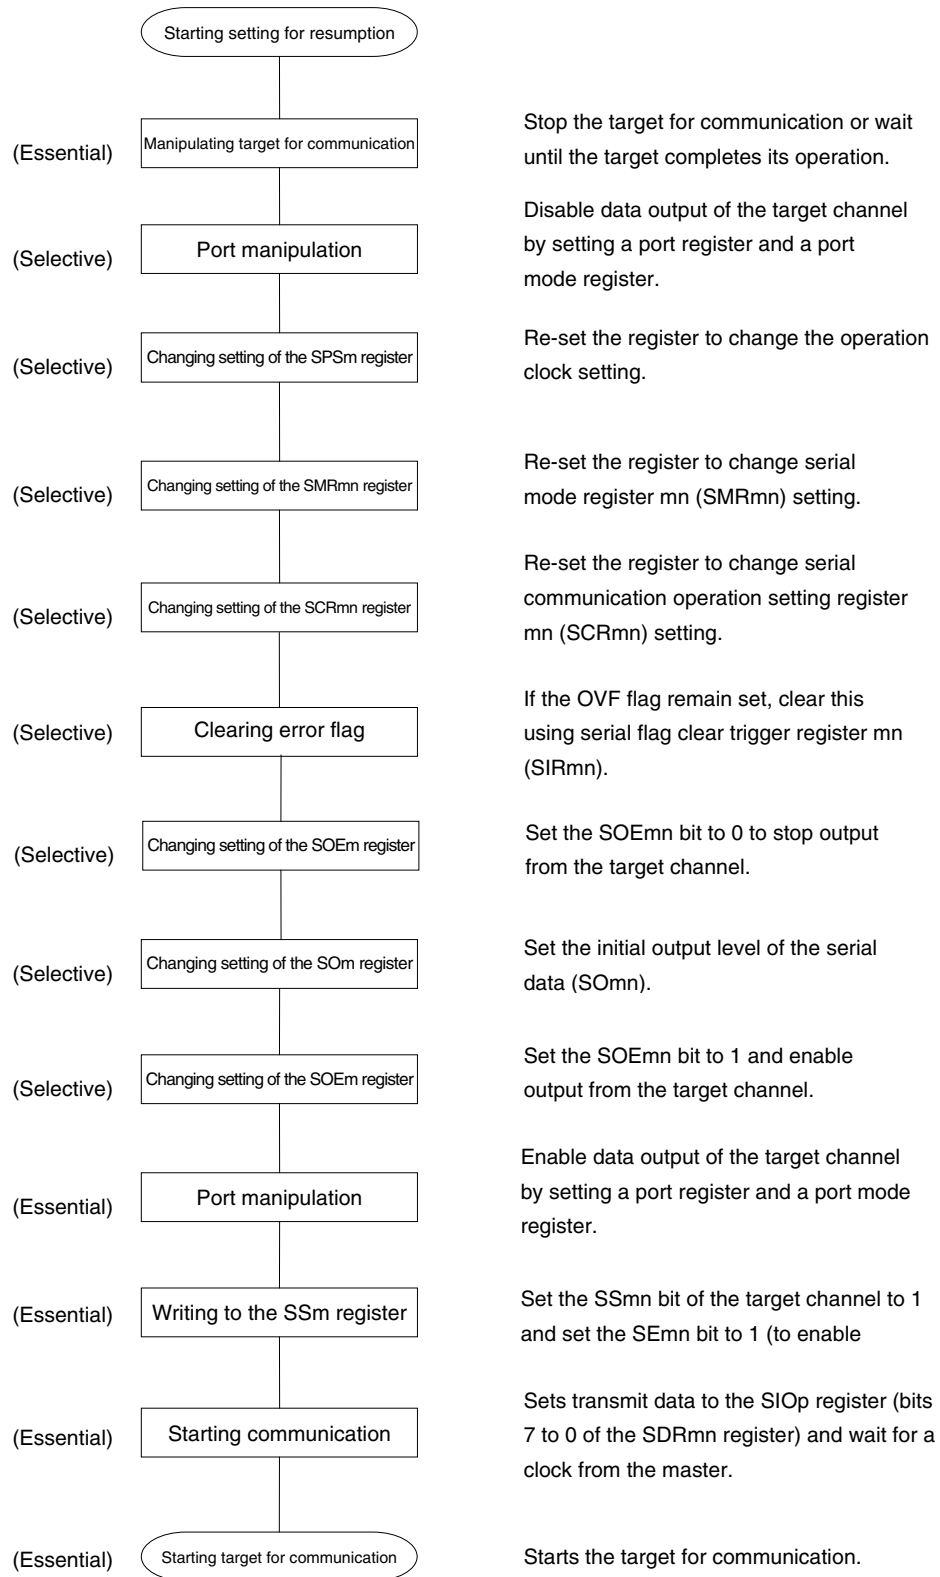 Starting setting for resumption
(Essential)
Manipulating target for communication
Stop the target for communication or wait
until the target completes its operation.
(Selective)
Port manipulation
Disable data output of the target channel
by setting a port register and a port
mode register.
(Selective)
Changing setting of the SPSm register
Re-set the register to change the operation
clock setting.
(Selective)
Changing setting of the SMRmn register
Re-set the register to change serial
mode register mn (SMRmn) setting.
(Selective)
Changing setting of the SCRmn register
Re-set the register to change serial
communication operation setting register
mn (SCRmn) setting.
(Selective)
Clearing error flag
If the OVF flag remain set, clear this
using serial flag clear trigger register mn
(SIRmn).
(Selective)
Changing setting of the SOEm register
Set the SOEmn bit to 0 to stop output
from the target channel.
(Selective)
Changing setting of the SOm register
Set the initial output level of the serial
data (SOmn).
(Selective)
Changing setting of the SOEm register
Set the SOEmn bit to 1 and enable
output from the target channel.
(Essential)
Port manipulation
Enable data output of the target channel
by setting a port register and a port mode
register.
(Essential)
Writing to the SSm register
Set the SSmn bit of the target channel to 1
and set the SEmn bit to 1 (to enable
(Essential)
Starting communication
Sets transmit data to the SIOp register (bits
7 to 0 of the SDRmn register) and wait for a
clock from the master.
(Essential)
Starting target for communication
Starts the target for communication.